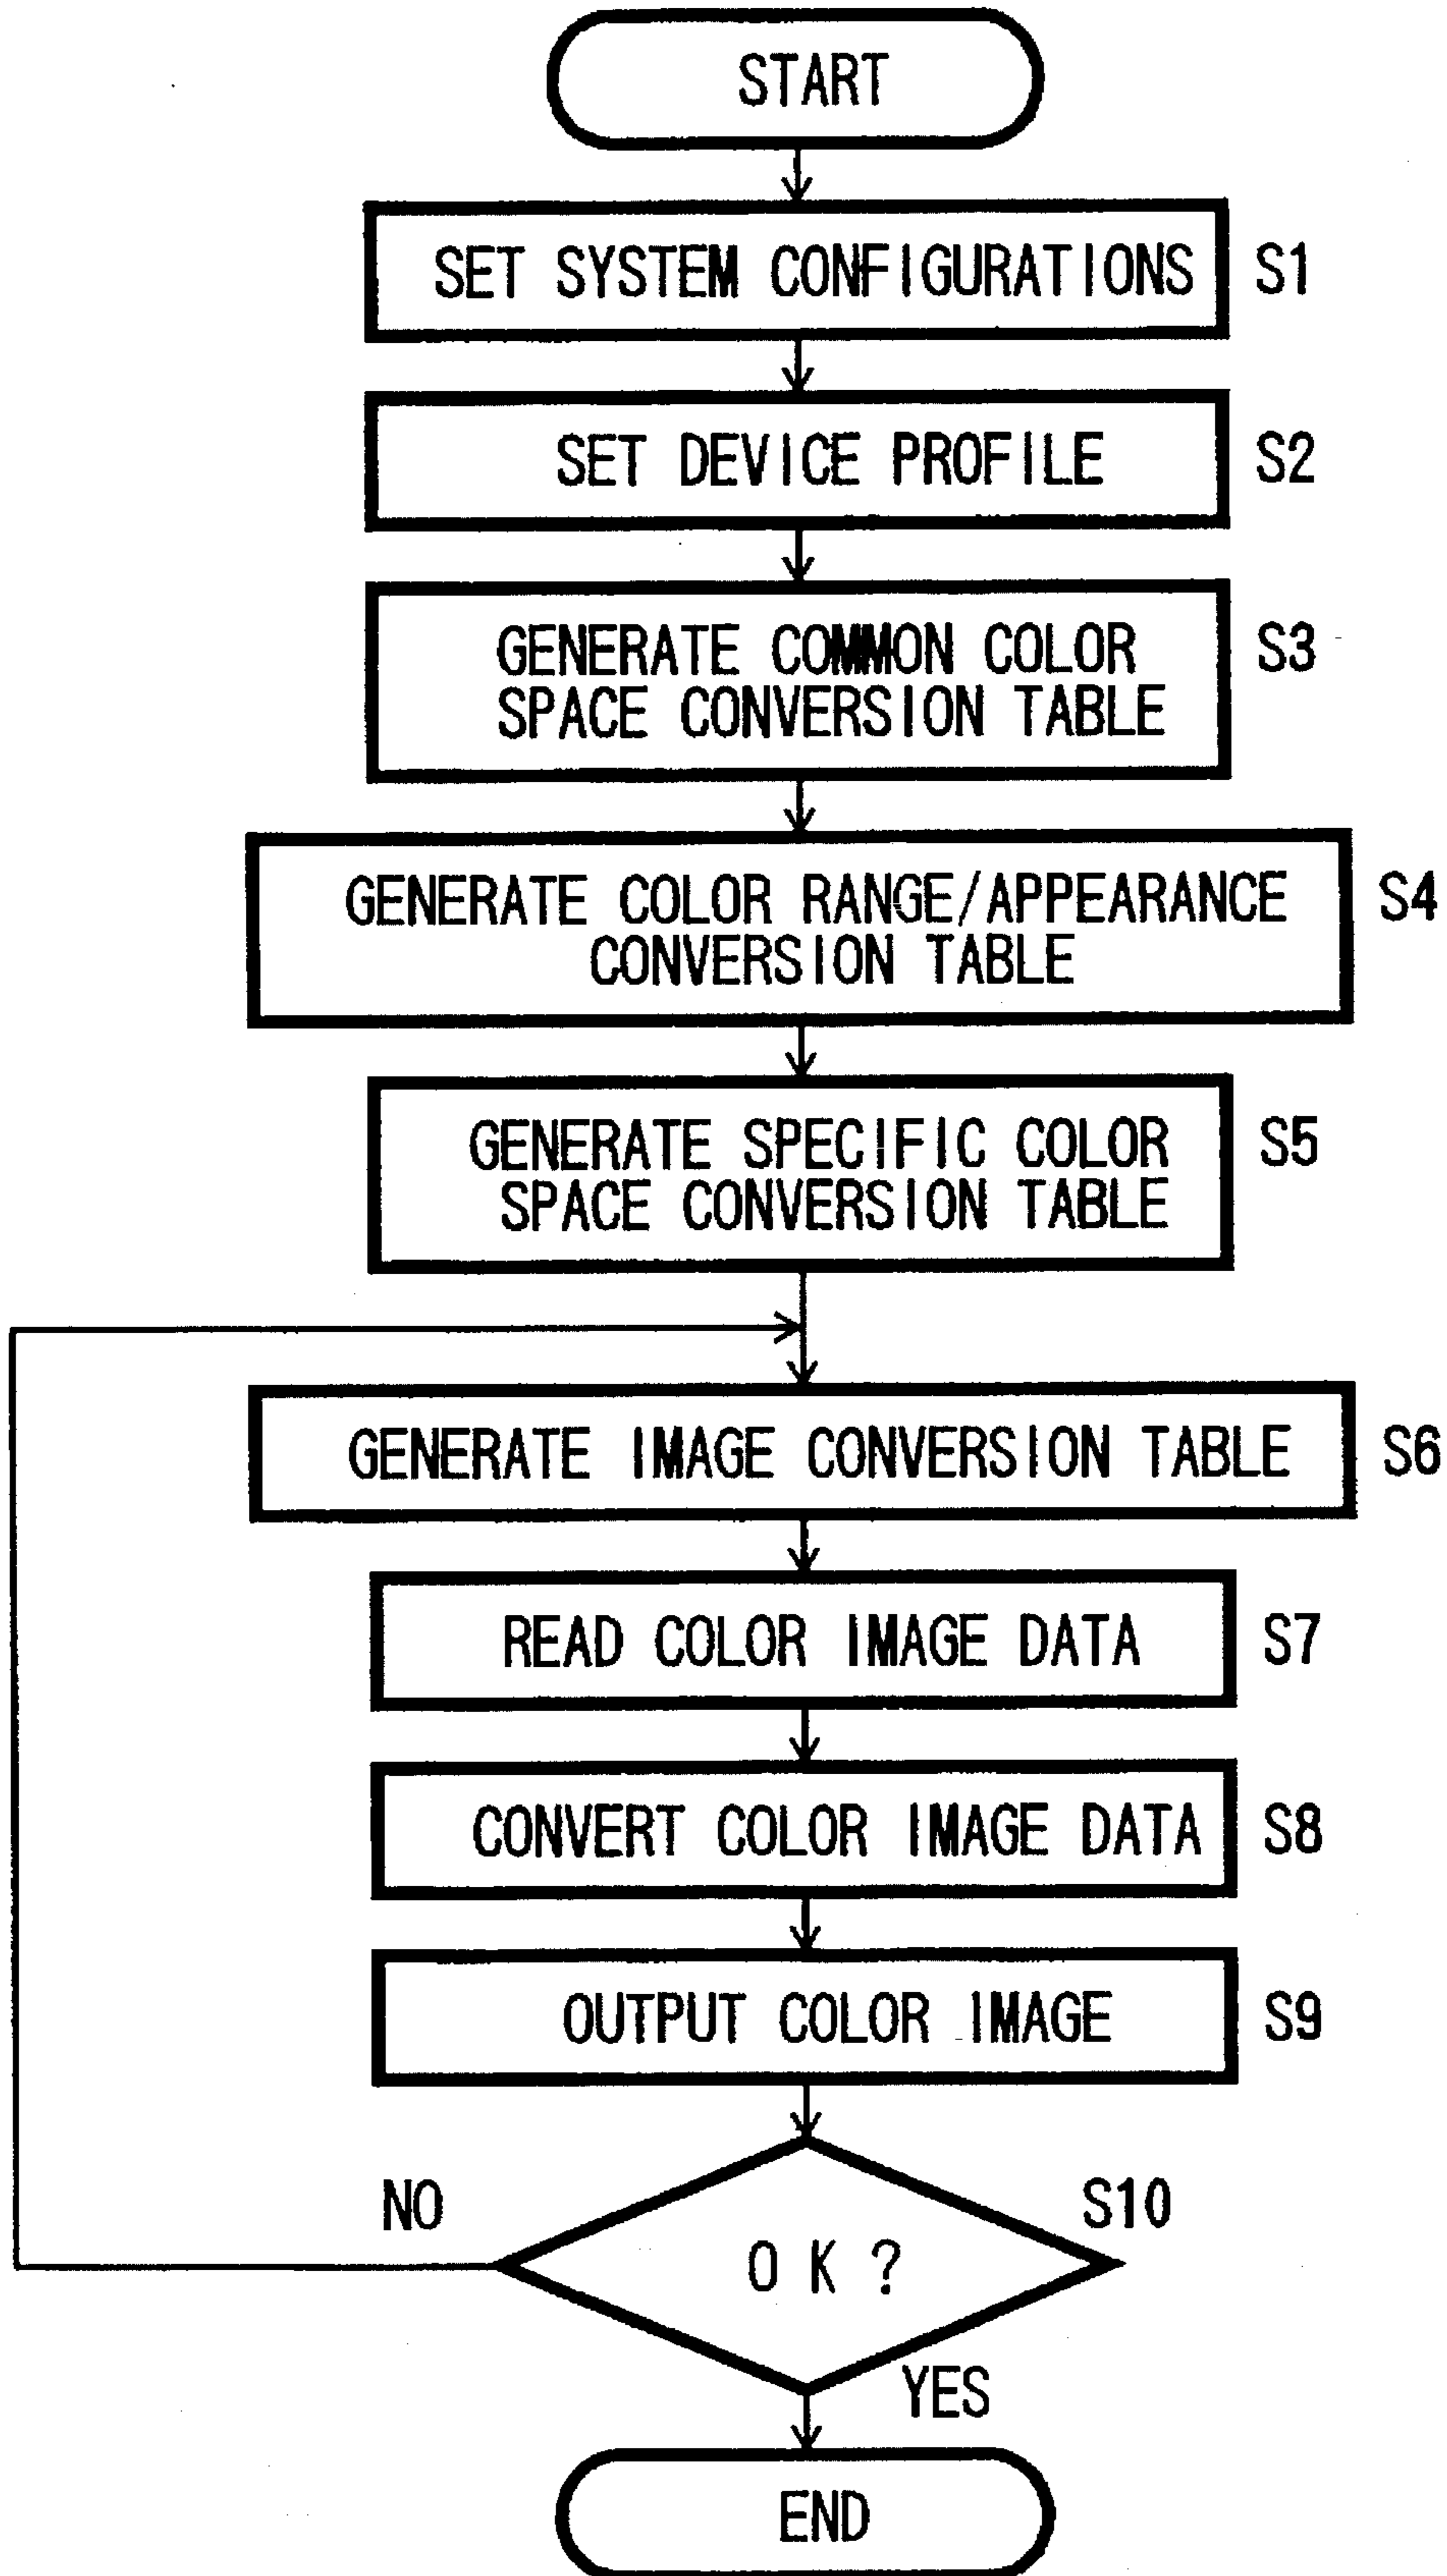 START
SET SYSTEM CONFIGURATIONS
S1
SET DEVICE PROFILE
S2
GENERATE COMMON COLOR
SPACE CONVERSION TABLE
S3
GENERATE COLOR RANGE/APPEARANCE
CONVERSION TABLE
S4
GENERATE SPECIFIC COLOR
SPACE CONVERSION TABLE
S5
GENERATE IMAGE CONVERSION TABLE
S6
READ COLOR IMAGE DATA
S7
CONVERT COLOR IMAGE DATA
S8
OUTPUT COLOR IMAGE
S9
NO
S10
O K ?
YES
END